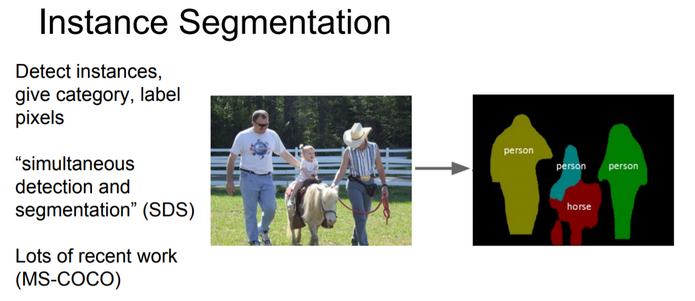 Instance Segmentation
Detect instances,
give category, label
pixels
“simultaneous
detection and
segmentation” (SDS)
Lots of recent work
(MS-COCO)
person
person
person
horse